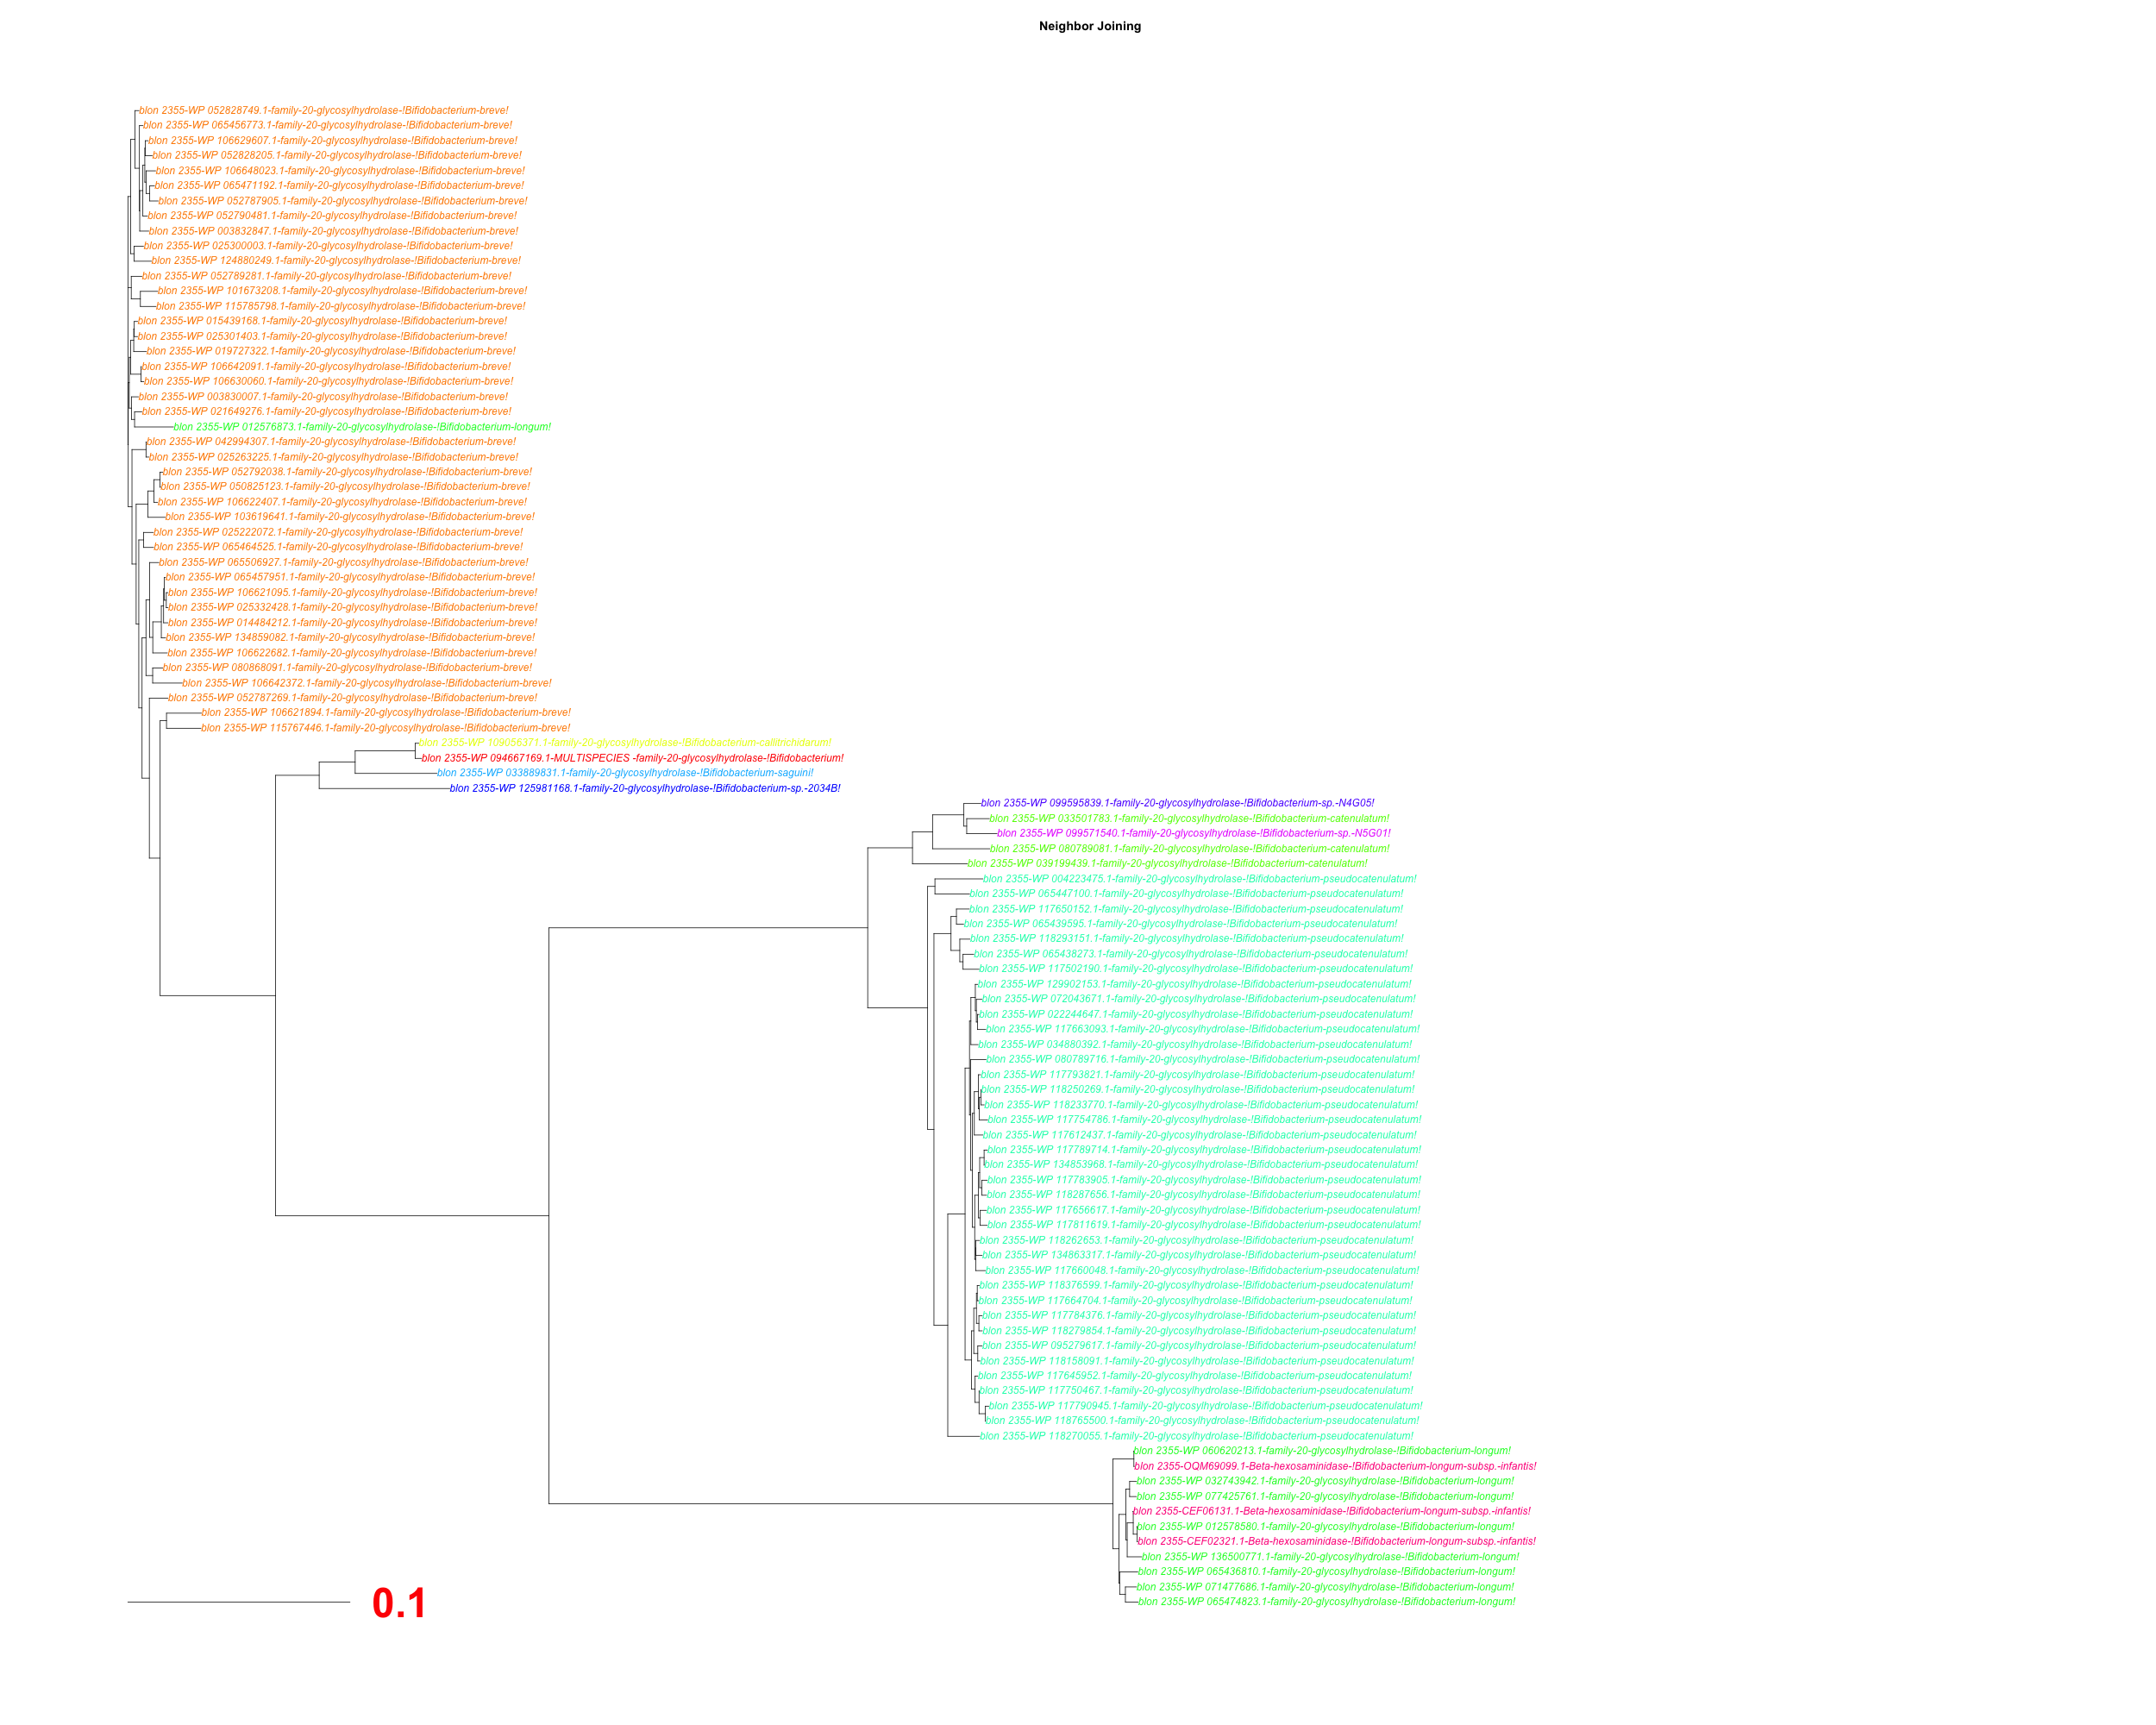 Neighbor Joining
blon 2355-WP 052828749.1-family-20-glycosylhydrolase-!Bifidobacterium-breve!
blon 2355-WP 065456773.1-family-20-glycosylhydrolase-!Bifidobacterium-breve!
blon 2355-WP 106629607.1-family-20-glycosylhydrolase-!Bifidobacterium-breve!
blon 2355-WP 052828205.1-family-20-glycosylhydrolase-!Bifidobacterium-breve!
blon 2355-WP 106648023.1-family-20-glycosylhydrolase-!Bifidobacterium-breve!
blon 2355-WP 065471192.1-family-20-glycosylhydrolase-!Bifidobacterium-breve!
blon 2355-WP 052787905.1-family-20-glycosylhydrolase-!Bifidobacterium-breve!
blon 2355-WP 052790481.1-family-20-glycosylhydrolase-!Bifidobacterium-breve!
blon 2355-WP 003832847.1-family-20-glycosylhydrolase-!Bifidobacterium-breve!
blon 2355-WP 025300003.1-family-20-glycosylhydrolase-!Bifidobacterium-breve!
blon 2355-WP 124880249.1-family-20-glycosylhydrolase-!Bifidobacterium-breve!
blon 2355-WP 052789281.1-family-20-glycosylhydrolase-!Bifidobacterium-breve!
blon 2355-WP 101673208.1-family-20-glycosylhydrolase-!Bifidobacterium-breve!
blon 2355-WP 115785798.1-family-20-glycosylhydrolase-!Bifidobacterium-breve!
blon 2355-WP 015439168.1-family-20-glycosylhydrolase-!Bifidobacterium-breve!
blon 2355-WP 025301403.1-family-20-glycosylhydrolase-!Bifidobacterium-breve!
blon 2355-WP 019727322.1-family-20-glycosylhydrolase-!Bifidobacterium-breve!
blon 2355-WP 106642091.1-family-20-glycosylhydrolase-!Bifidobacterium-breve!
blon 2355-WP 106630060.1-family-20-glycosylhydrolase-!Bifidobacterium-breve!
blon 2355-WP 003830007.1-family-20-glycosylhydrolase-!Bifidobacterium-breve!
blon 2355-WP 021649276.1-family-20-glycosylhydrolase-!Bifidobacterium-breve!
blon 2355-WP 012576873.1-family-20-glycosylhydrolase-!Bifidobacterium-longum!
blon 2355-WP 042994307.1-family-20-glycosylhydrolase-!Bifidobacterium-breve!
blon 2355-WP 025263225.1-family-20-glycosylhydrolase-!Bifidobacterium-breve!
blon 2355-WP 052792038.1-family-20-glycosylhydrolase-!Bifidobacterium-breve!
blon 2355-WP 050825123.1-family-20-glycosylhydrolase-!Bifidobacterium-breve!
blon 2355-WP 106622407.1-family-20-glycosylhydrolase-!Bifidobacterium-breve!
blon 2355-WP 103619641.1-family-20-glycosylhydrolase-!Bifidobacterium-breve!
blon 2355-WP 025222072.1-family-20-glycosylhydrolase-!Bifidobacterium-breve!
blon 2355-WP 065464525.1-family-20-glycosylhydrolase-!Bifidobacterium-breve!
blon 2355-WP 065506927.1-family-20-glycosylhydrolase-!Bifidobacterium-breve!
blon 2355-WP 065457951.1-family-20-glycosylhydrolase-!Bifidobacterium-breve!
blon 2355-WP 106621095.1-family-20-glycosylhydrolase-!Bifidobacterium-breve!
blon 2355-WP 025332428.1-family-20-glycosylhydrolase-!Bifidobacterium-breve!
blon 2355-WP 014484212.1-family-20-glycosylhydrolase-!Bifidobacterium-breve!
blon 2355-WP 134859082.1-family-20-glycosylhydrolase-!Bifidobacterium-breve!
blon 2355-WP 106622682.1-family-20-glycosylhydrolase-!Bifidobacterium-breve!
blon 2355-WP 080868091.1-family-20-glycosylhydrolase-!Bifidobacterium-breve!
blon 2355-WP 106642372.1-family-20-glycosylhydrolase-!Bifidobacterium-breve!
blon 2355-WP 052787269.1-family-20-glycosylhydrolase-!Bifidobacterium-breve!
blon 2355-WP 106621894.1-family-20-glycosylhydrolase-!Bifidobacterium-breve!
blon 2355-WP 115767446.1-family-20-glycosylhydrolase-!Bifidobacterium-breve!
blon 2355-WP 109056371.1-family-20-glycosylhydrolase-!Bifidobacterium-callitrichidarum!
blon 2355-WP 094667169.1-MULTISPECIES -family-20-glycosylhydrolase-!Bifidobacterium!
blon 2355-WP 033889831.1-family-20-glycosylhydrolase-!Bifidobacterium-saguini!
blon 2355-WP 125981168.1-family-20-glycosylhydrolase-!Bifidobacterium-sp.-2034B!
blon 2355-WP 099595839.1-family-20-glycosylhydrolase-!Bifidobacterium-sp.-N4G05!
blon 2355-WP 033501783.1-family-20-glycosylhydrolase-!Bifidobacterium-catenulatum!
blon 2355-WP 099571540.1-family-20-glycosylhydrolase-!Bifidobacterium-sp.-N5G01!
blon 2355-WP 080789081.1-family-20-glycosylhydrolase-!Bifidobacterium-catenulatum!
blon 2355-WP 039199439.1-family-20-glycosylhydrolase-!Bifidobacterium-catenulatum!
blon 2355-WP 004223475.1-family-20-glycosylhydrolase-!Bifidobacterium-pseudocatenulatum!
blon 2355-WP 065447100.1-family-20-glycosylhydrolase-!Bifidobacterium-pseudocatenulatum!
blon 2355-WP 117650152.1-family-20-glycosylhydrolase-!Bifidobacterium-pseudocatenulatum!
blon 2355-WP 065439595.1-family-20-glycosylhydrolase-!Bifidobacterium-pseudocatenulatum!
blon 2355-WP 118293151.1-family-20-glycosylhydrolase-!Bifidobacterium-pseudocatenulatum!
blon 2355-WP 065438273.1-family-20-glycosylhydrolase-!Bifidobacterium-pseudocatenulatum!
blon 2355-WP 117502190.1-family-20-glycosylhydrolase-!Bifidobacterium-pseudocatenulatum!
blon 2355-WP 129902153.1-family-20-glycosylhydrolase-!Bifidobacterium-pseudocatenulatum!
blon 2355-WP 072043671.1-family-20-glycosylhydrolase-!Bifidobacterium-pseudocatenulatum!
blon 2355-WP 022244647.1-family-20-glycosylhydrolase-!Bifidobacterium-pseudocatenulatum!
blon 2355-WP 117663093.1-family-20-glycosylhydrolase-!Bifidobacterium-pseudocatenulatum!
blon 2355-WP 034880392.1-family-20-glycosylhydrolase-!Bifidobacterium-pseudocatenulatum!
blon 2355-WP 080789716.1-family-20-glycosylhydrolase-!Bifidobacterium-pseudocatenulatum!
blon 2355-WP 117793821.1-family-20-glycosylhydrolase-!Bifidobacterium-pseudocatenulatum!
blon 2355-WP 118250269.1-family-20-glycosylhydrolase-!Bifidobacterium-pseudocatenulatum!
blon 2355-WP 118233770.1-family-20-glycosylhydrolase-!Bifidobacterium-pseudocatenulatum!
blon 2355-WP 117754786.1-family-20-glycosylhydrolase-!Bifidobacterium-pseudocatenulatum!
blon 2355-WP 117612437.1-family-20-glycosylhydrolase-!Bifidobacterium-pseudocatenulatum!
blon 2355-WP 117789714.1-family-20-glycosylhydrolase-!Bifidobacterium-pseudocatenulatum!
blon 2355-WP 134853968.1-family-20-glycosylhydrolase-!Bifidobacterium-pseudocatenulatum!
blon 2355-WP 117783905.1-family-20-glycosylhydrolase-!Bifidobacterium-pseudocatenulatum!
blon 2355-WP 118287656.1-family-20-glycosylhydrolase-!Bifidobacterium-pseudocatenulatum!
blon 2355-WP 117656617.1-family-20-glycosylhydrolase-!Bifidobacterium-pseudocatenulatum!
blon 2355-WP 117811619.1-family-20-glycosylhydrolase-!Bifidobacterium-pseudocatenulatum!
blon 2355-WP 118262653.1-family-20-glycosylhydrolase-!Bifidobacterium-pseudocatenulatum!
blon 2355-WP 134863317.1-family-20-glycosylhydrolase-!Bifidobacterium-pseudocatenulatum!
blon 2355-WP 117660048.1-family-20-glycosylhydrolase-!Bifidobacterium-pseudocatenulatum!
blon 2355-WP 118376599.1-family-20-glycosylhydrolase-!Bifidobacterium-pseudocatenulatum!
blon 2355-WP 117664704.1-family-20-glycosylhydrolase-!Bifidobacterium-pseudocatenulatum!
blon 2355-WP 117784376.1-family-20-glycosylhydrolase-!Bifidobacterium-pseudocatenulatum!
blon 2355-WP 118279854.1-family-20-glycosylhydrolase-!Bifidobacterium-pseudocatenulatum!
blon 2355-WP 095279617.1-family-20-glycosylhydrolase-!Bifidobacterium-pseudocatenulatum!
blon 2355-WP 118158091.1-family-20-glycosylhydrolase-!Bifidobacterium-pseudocatenulatum!
blon 2355-WP 117645952.1-family-20-glycosylhydrolase-!Bifidobacterium-pseudocatenulatum!
blon 2355-WP 117750467.1-family-20-glycosylhydrolase-!Bifidobacterium-pseudocatenulatum!
blon 2355-WP 117790945.1-family-20-glycosylhydrolase-!Bifidobacterium-pseudocatenulatum!
blon 2355-WP 118765500.1-family-20-glycosylhydrolase-!Bifidobacterium-pseudocatenulatum!
blon 2355-WP 118270055.1-family-20-glycosylhydrolase-!Bifidobacterium-pseudocatenulatum!
blon 2355-WP 060620213.1-family-20-glycosylhydrolase-!Bifidobacterium-longum!
blon 2355-OQM69099.1-Beta-hexosaminidase-!Bifidobacterium-longum-subsp.-infantis!
blon 2355-WP 032743942.1-family-20-glycosylhydrolase-!Bifidobacterium-longum!
blon 2355-WP 077425761.1-family-20-glycosylhydrolase-!Bifidobacterium-longum!
blon 2355-CEF06131.1-Beta-hexosaminidase-!Bifidobacterium-longum-subsp.-infantis!
blon 2355-WP 012578580.1-family-20-glycosylhydrolase-!Bifidobacterium-longum!
blon 2355-CEF02321.1-Beta-hexosaminidase-!Bifidobacterium-longum-subsp.-infantis!
blon 2355-WP 136500771.1-family-20-glycosylhydrolase-!Bifidobacterium-longum!
blon 2355-WP 065436810.1-family-20-glycosylhydrolase-!Bifidobacterium-longum!
blon 2355-WP 071477686.1-family-20-glycosylhydrolase-!Bifidobacterium-longum!
blon 2355-WP 065474823.1-family-20-glycosylhydrolase-!Bifidobacterium-longum!
0.1